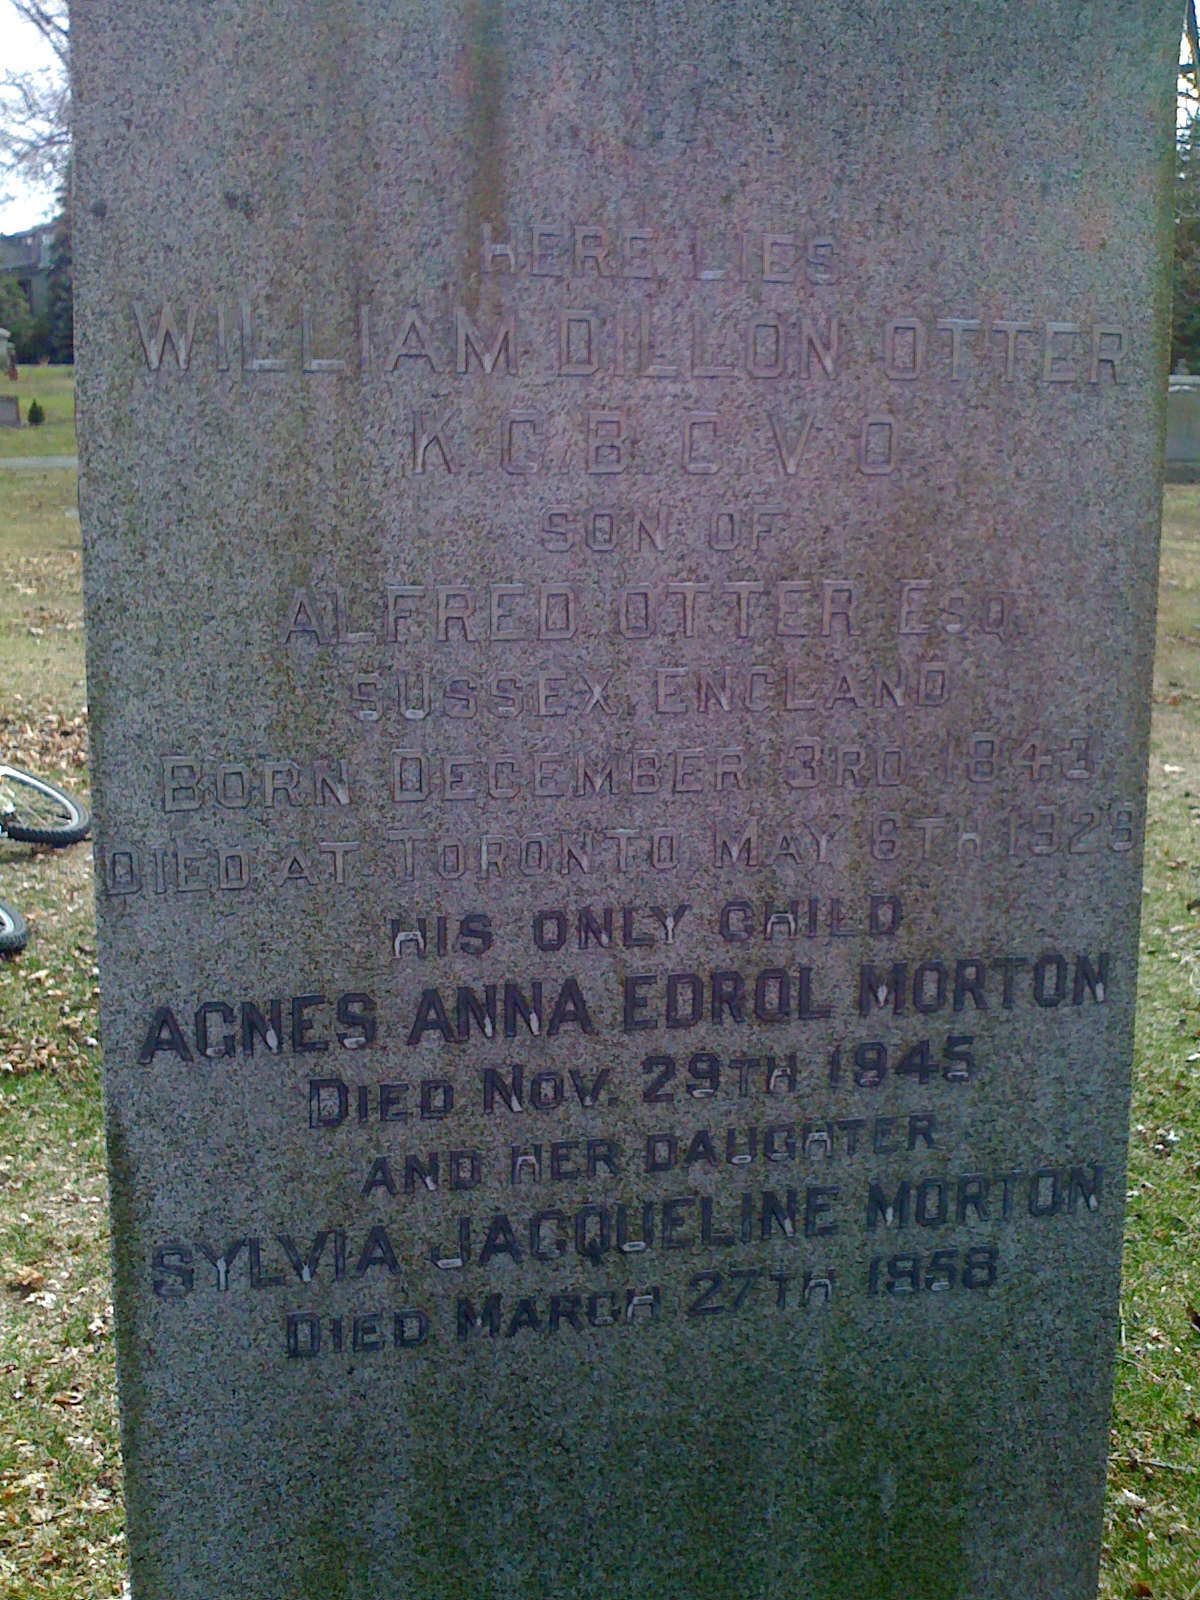 HERE LIES
WILLIAM DILLON OTTER
K.C.B. C.V.O.
SON OF
ALFRED OTTER ESQ.
SUSSEX ENGLAND
BORN DECEMBER 3RD 1843
DIED AT TORONTO MAY 6TH 1929
HIS ONLY CHILD
AGNES ANNA EDROL MORTON
DIED NOV. 29TH 1945
AND HER DAUGHTER
SYLVIA JACQUELINE MORTON
DIED MARCH 27TH 1958